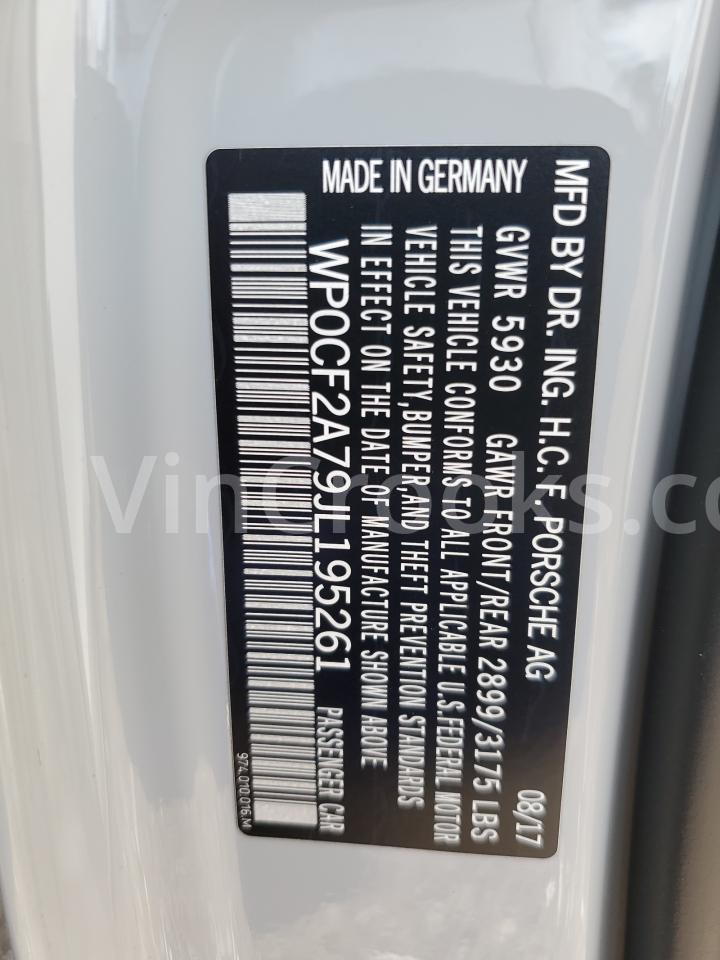 MFD BY DR. ING. H.C. F. PORSCHE AG 08/17
GVWR 5930 GAWR FRONT/REAR 2899/3175 LBS
THIS VEHICLE CONFORMS TO ALL APPLICABLE U.S.FEDERAL MOTOR
VEHICLE SAFETY,BUMPER,AND THEFT PREVENTION STANDARDS
IN EFFECT ON THE DATE OF MANUFACTURE SHOWN ABOVE
MADE IN GERMANY
WP0CF2A79JL195261 PASSENGER CAR
974.010.016.M
VinCrooks.co